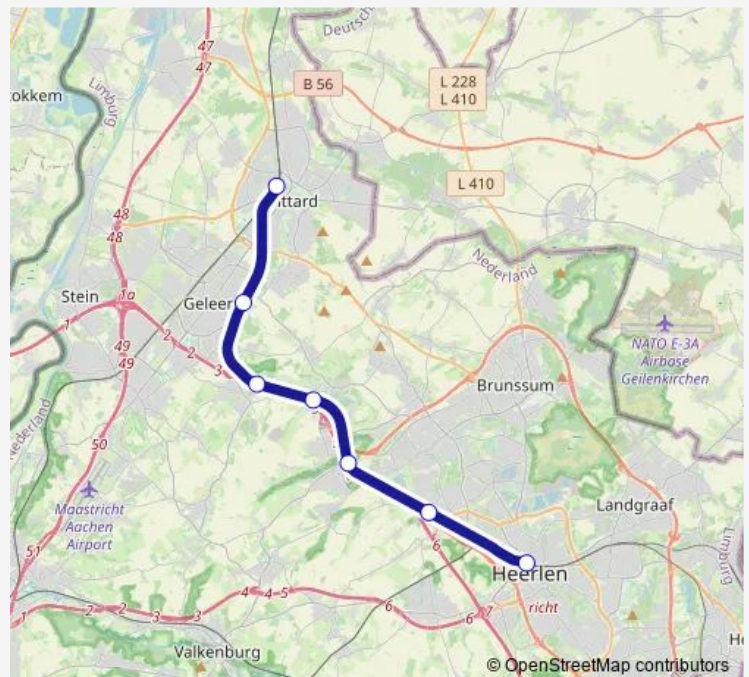 Deutsch
47
47
B 56
L 228
L 410
okkem
Limburg
L 410
ttard
48
48
Nederland
Stein
1a
Geleen
1
2
2
3
NATO E-3A
Airbase
Geilenkirchen
49
49
Brunssum
Nederland
50
Maastricht
Aachen
Airport
Landgraaf
51
6
Heerlen
Limburg
1
2
2
3
3
4
4
5
6
6
7
richt
Valkenburg
Ho
© OpenStreetMap contributors